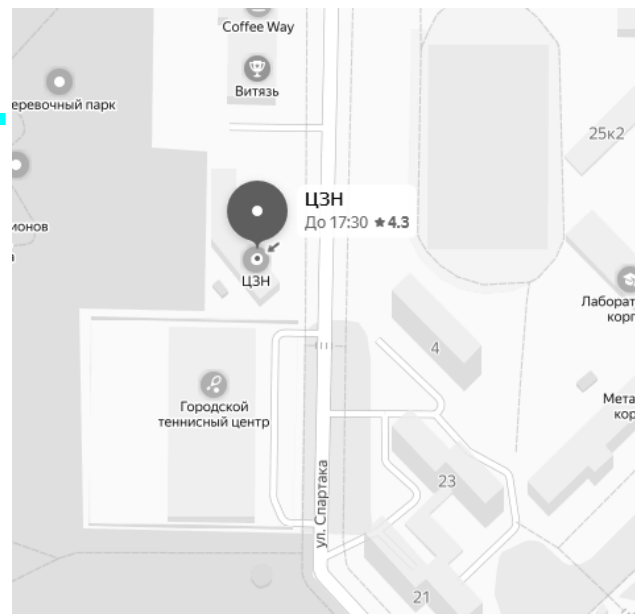 Coffee Way
Витязь
еревочный парк
25к2
ионов
а
ЦЗН
До 17:30 ★4.3
ЦЗН
Лаборат
корп
4
Городской
теннисный центр
Мета
кор
23
ул. Спартака
21